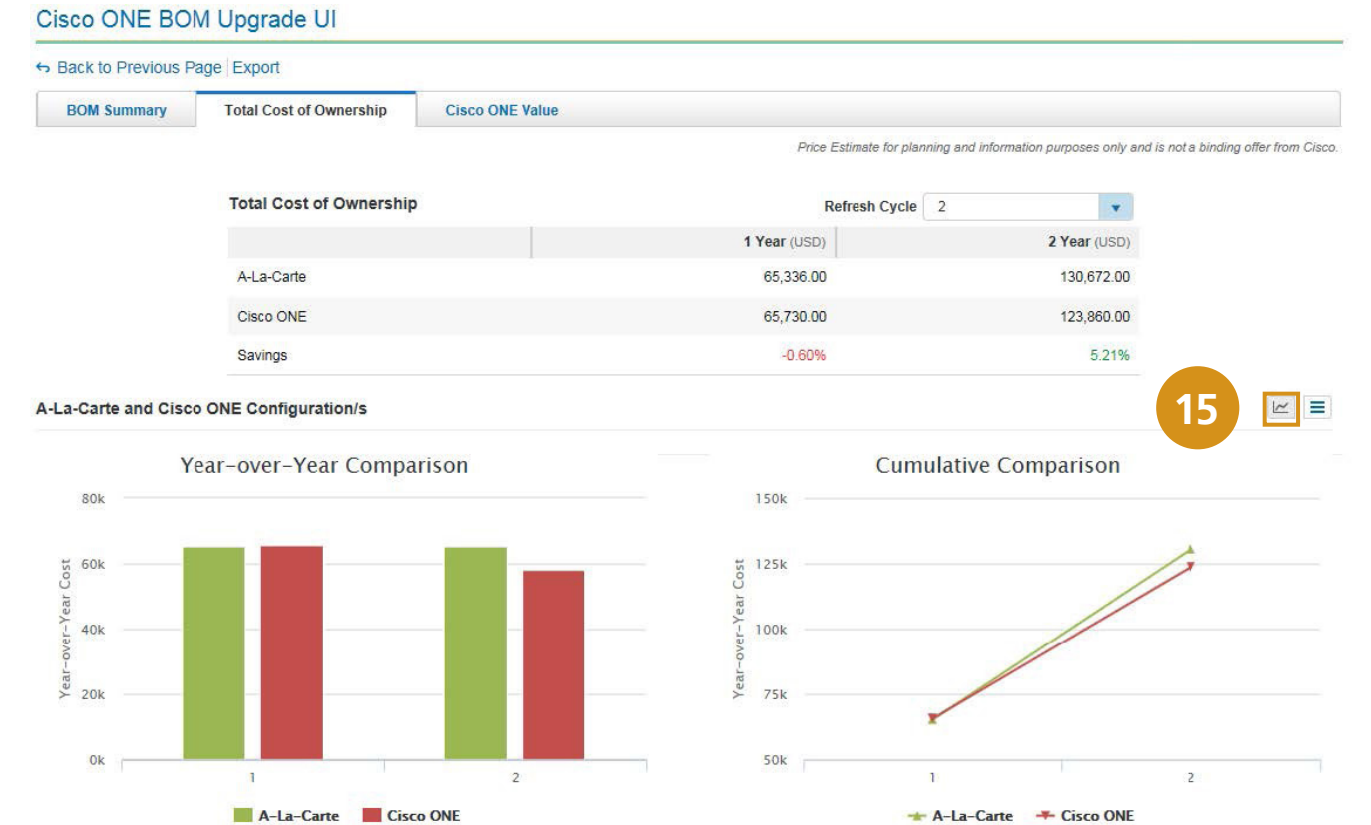 Cisco ONE BOM Upgrade UI
Back to Previous Page Export
BOM Summary Total Cost of Ownership Cisco ONE Value
Price Estimate for planning and information purposes only and is not a binding offer from Cisco.
Total Cost of Ownership Refresh Cycle 2
1 Year (USD) 2 Year (USD)
A-La-Carte 65,336.00 130,672.00
Cisco ONE 65,730.00 123,860.00
Savings -0.60% 5.21%
15
A-La-Carte and Cisco ONE Configuration/s
Year-over-Year Comparison
80k
60k
40k
20k
0k
Year-over-Year Cost
1 2
A-La-Carte Cisco ONE
Cumulative Comparison
150k
125k
100k
75k
50k
Year-over-Year Cost
1 2
A-La-Carte Cisco ONE